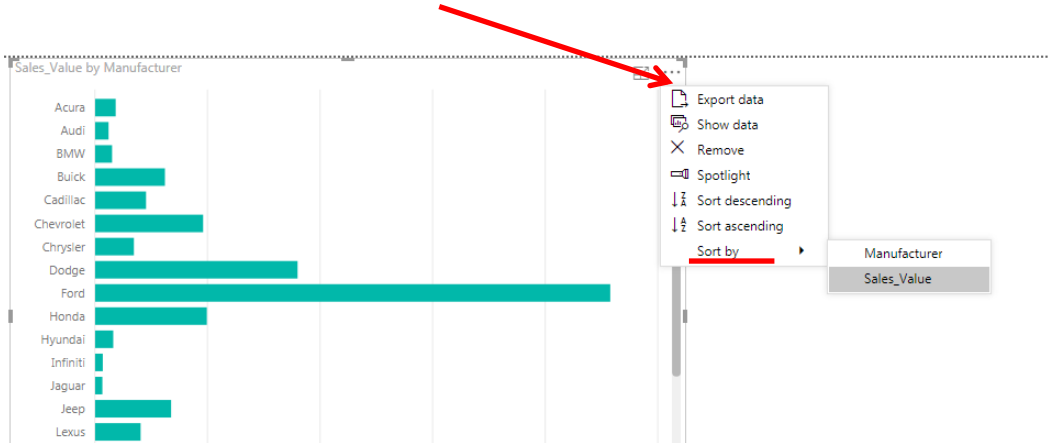 Sales_Value by Manufacturer
Acura
Audi
BMW
Buick
Cadillac
Chevrolet
Chrysler
Dodge
Ford
Honda
Hyundai
Infiniti
Jaguar
Jeep
Lexus
Export data
Show data
Remove
Spotlight
Sort descending
Sort ascending
Sort by
Manufacturer
Sales_Value